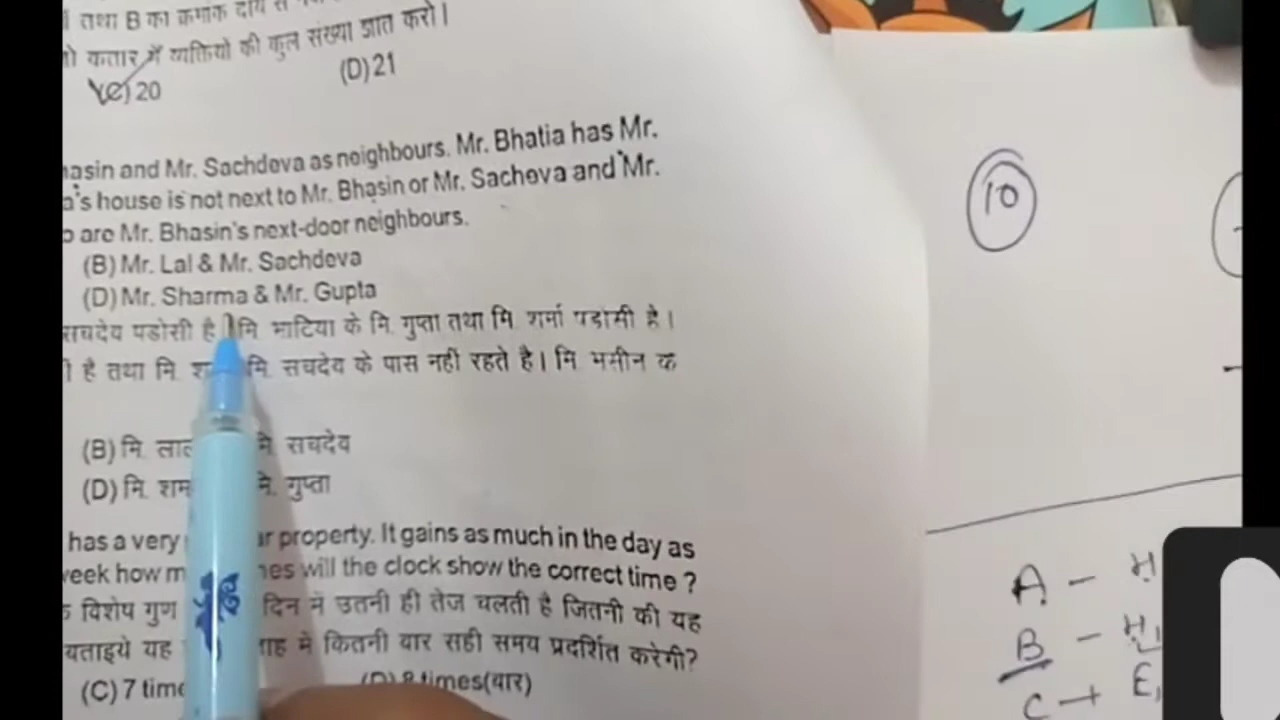 तथा B का क्रमांक दायें से
कतार में व्यक्तियों की कुल संख्या ज्ञात करो।
(C) 20 (D) 21
hasin and Mr. Sachdeva as neighbours. Mr. Bhatia has Mr.
a's house is not next to Mr. Bhasin or Mr. Sacheva and Mr.
o are Mr. Bhasin's next-door neighbours.
(B) Mr. Lal & Mr. Sachdeva
(D) Mr. Sharma & Mr. Gupta
सचदेव पडोसी है। मि भाटिया के मि. गुप्ता तथा मि शर्मा पडोसी है।
है तथा मि मि. सचदेव के पास नहीं रहते है। मि भसीन क
(B) मि. सचदेव
(D) मि. गुप्ता
has a very property. It gains as much in the day as
week how will the clock show the correct time ?
विशेष गुण दिन में उतनी ही तेज चलती है जितनी की यह
बताइये यह में कितनी बार सही समय प्रदर्शित करेगी?
(C) 7 (D) 8 times(बार)
10
A -
B -
C